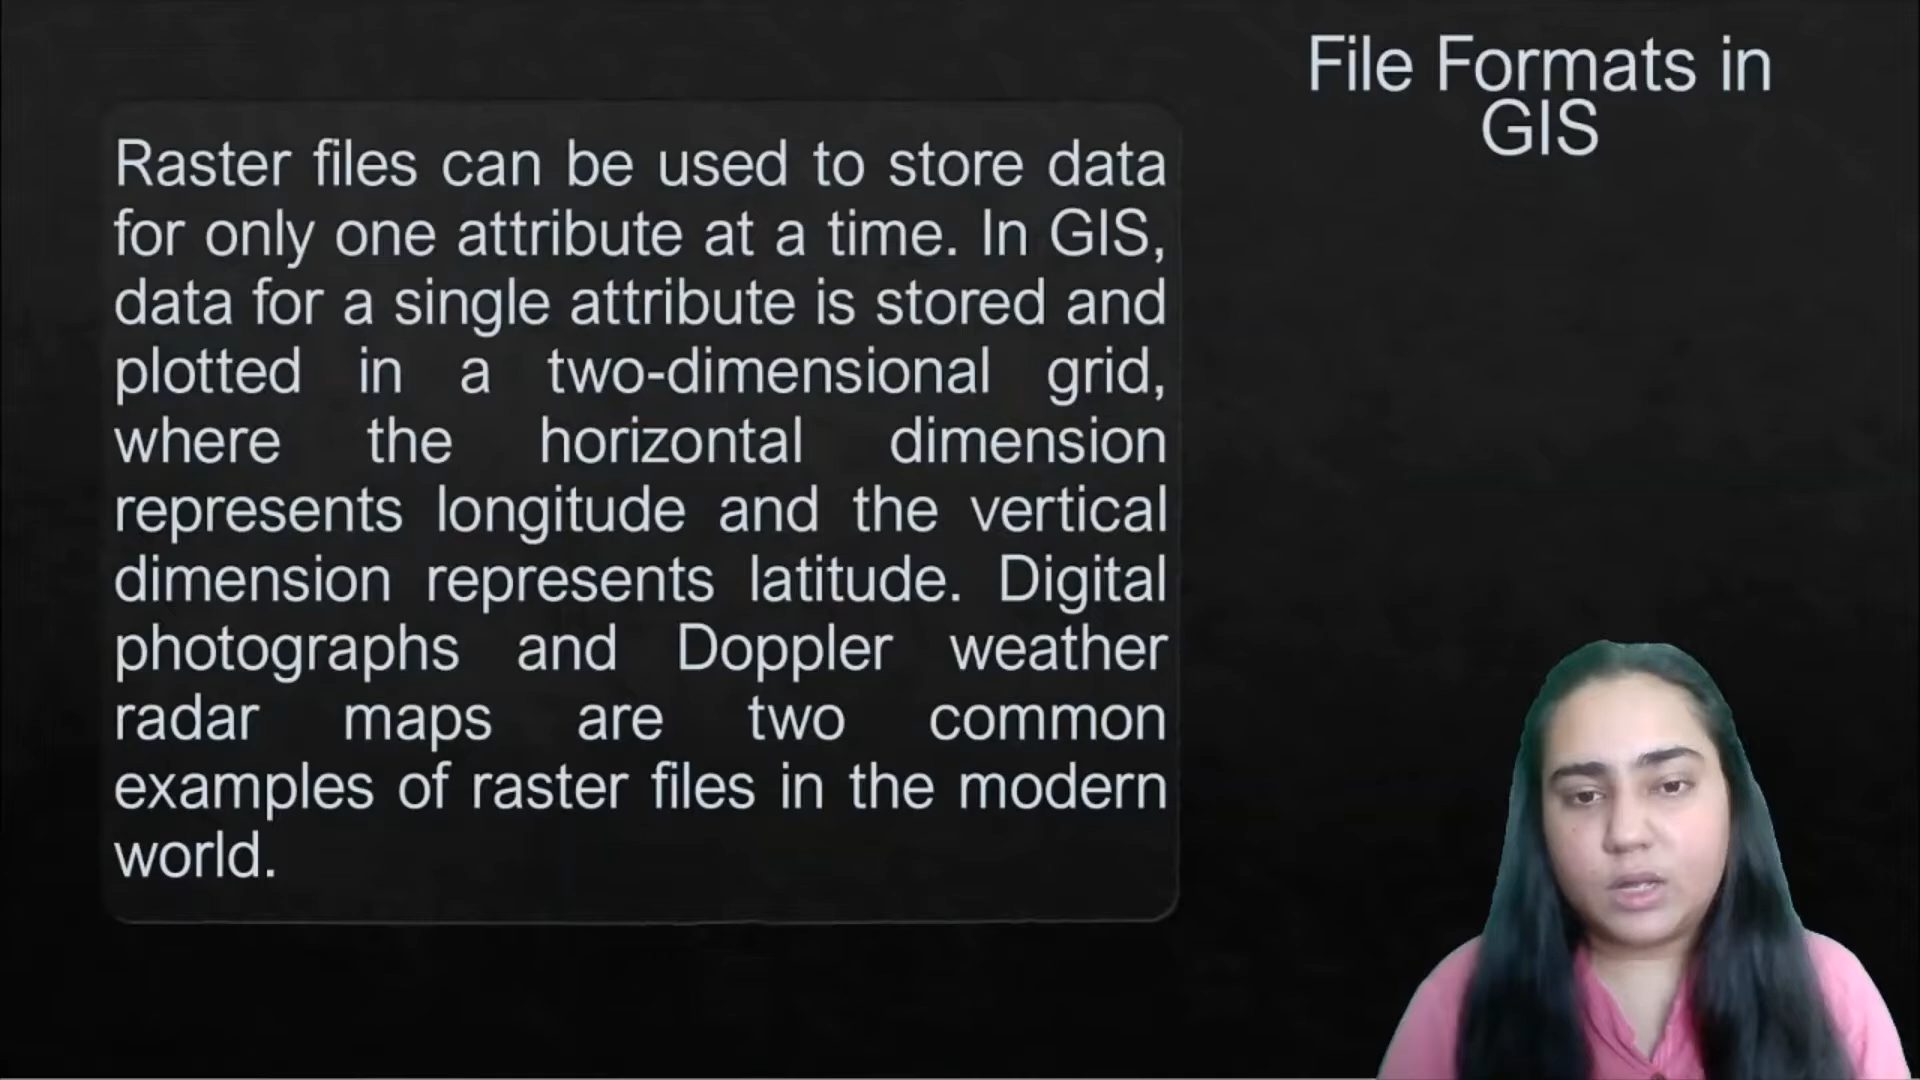 File Formats in
GIS
Raster files can be used to store data
for only one attribute at a time. In GIS,
data for a single attribute is stored and
plotted in a two-dimensional grid,
where the horizontal dimension
represents longitude and the vertical
dimension represents latitude. Digital
photographs and Doppler weather
radar maps are two common
examples of raster files in the modern
world.